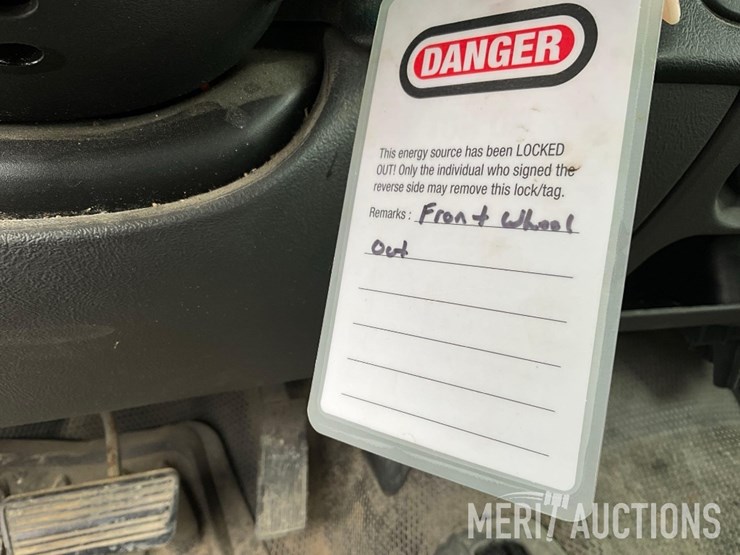 DANGER
This energy source has been LOCKED
OUT! Only the individual who signed the
reverse side may remove this lock/tag.
Remarks: Front Wheel
Out
MERIT AUCTIONS